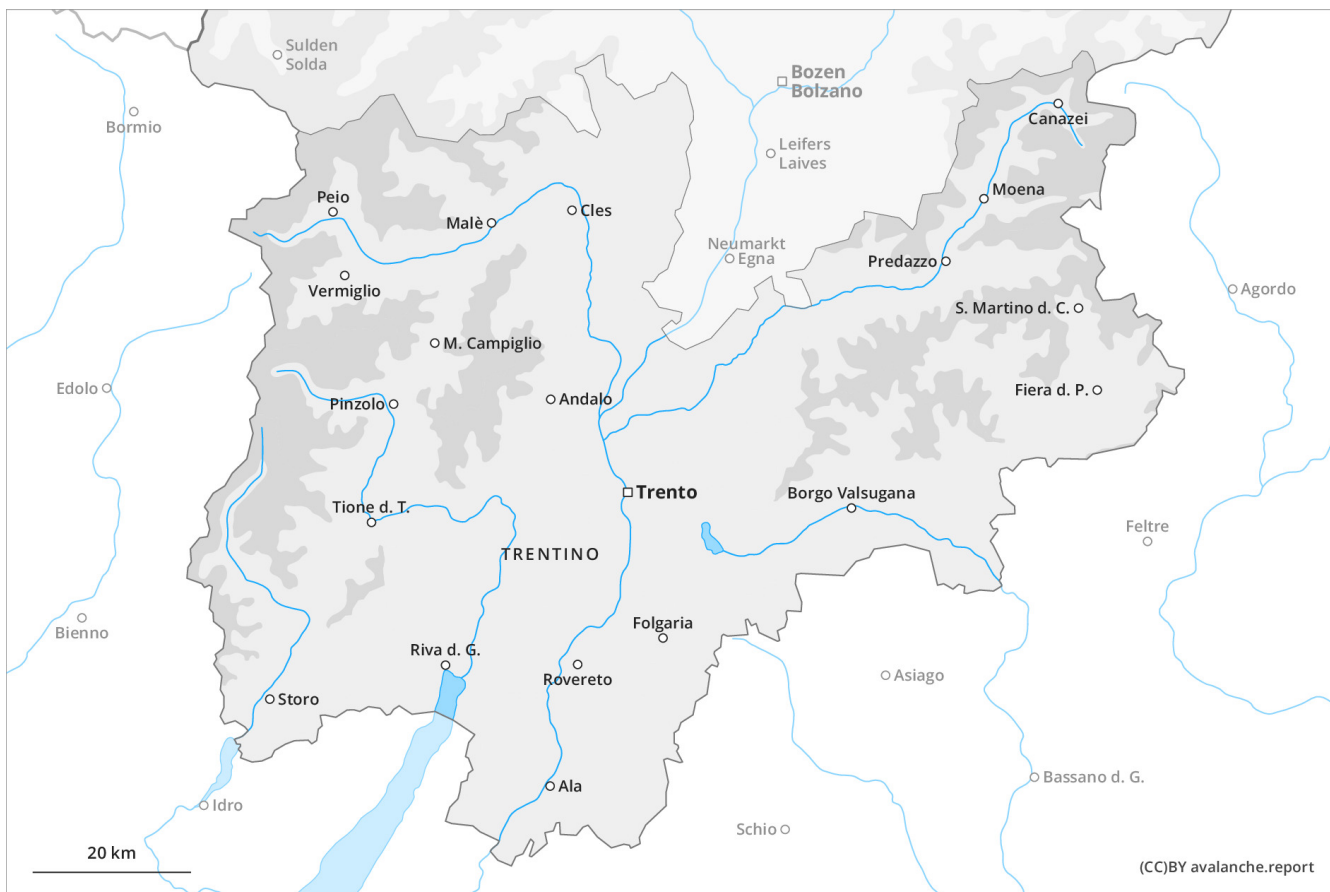 Sulden
Solda
Bozen
Bolzano
Bormio
Canazei
Leifers
Laives
Peio
Moena
Malè
Cles
Neumarkt
Egna
Predazzo
Vermiglio
Agordo
S. Martino d. C.
M. Campiglio
Edolo
Andalo
Fiera d. P.
Pinzolo
Trento
Borgo Valsugana
Tione d. T.
Feltre
TRENTINO
Bienno
Folgaria
Riva d. G.
Rovereto
Asiago
Storo
Bassano d. G.
Ala
Idro
Schio
20 km
(CC)BY avalanche.report